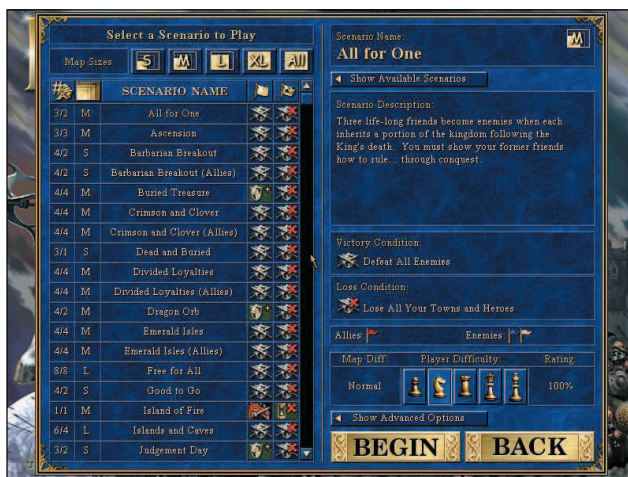 Select a Scenario to Play
Map Sizes S M L XL All
SCENARIO NAME
3/2 M All for One
3/3 M Ascension
4/2 S Barbarian Breakout
4/2 S Barbarian Breakout (Allies)
4/4 M Buried Treasure
4/4 M Crimson and Clover
4/4 M Crimson and Clover (Allies)
3/1 S Dead and Buried
4/4 M Divided Loyalties
4/4 M Divided Loyalties (Allies)
4/2 M Dragon Orb
4/4 M Emerald Isles
4/4 M Emerald Isles (Allies)
8/8 L Free for All
4/2 S Good to Go
1/1 M Island of Fire
6/4 L Islands and Caves
3/2 S Judgement Day
Scenario Name:
M
All for One
Show Available Scenarios
Scenario Description:
Three life-long friends become enemies when each
inherits a portion of the kingdom following the
King's death. You must show your former friends
how to rule... through conquest.
Victory Condition:
Defeat All Enemies
Loss Condition:
Lose All Your Towns and Heroes
Allies: Enemies:
Map Diff: Player Difficulty: Rating:
Normal 100%
Show Advanced Options
BEGIN BACK